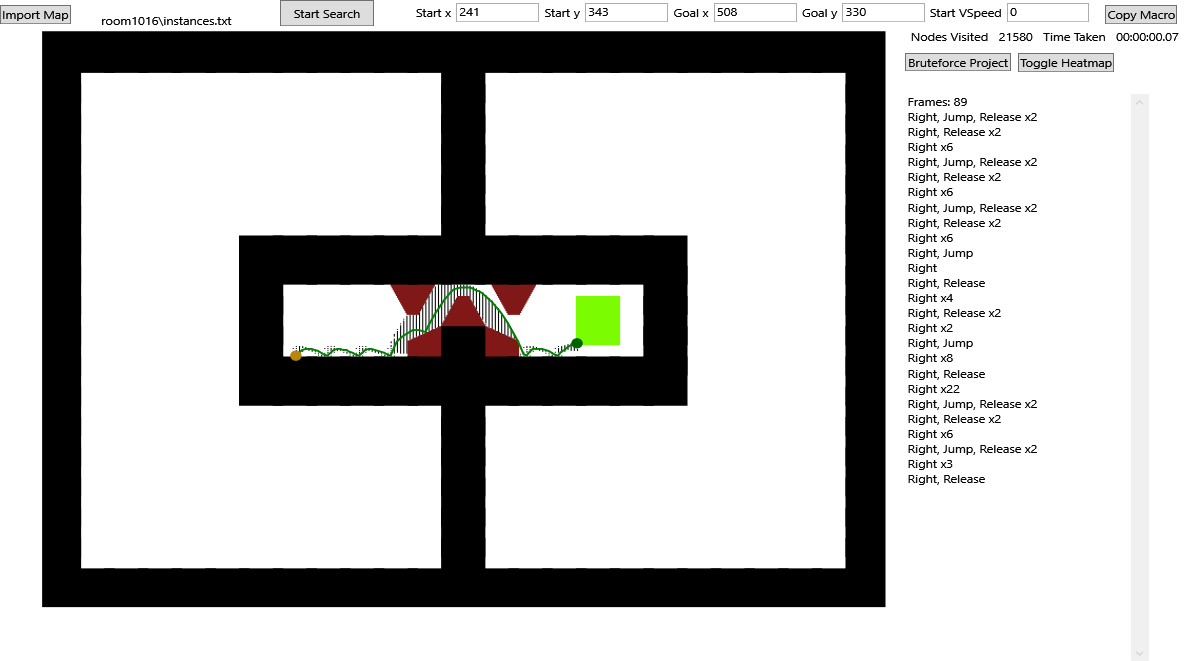 Import Map
room1016\instances.txt
Start Search
Start x 241 Start y 343 Goal x 508 Goal y 330 Start VSpeed 0
Copy Macro
Nodes Visited 21580 Time Taken 00:00:00.07
Bruteforce Project Toggle Heatmap
Frames: 89
Right, Jump, Release x2
Right, Release x2
Right x6
Right, Jump, Release x2
Right, Release x2
Right x6
Right, Jump, Release x2
Right, Release x2
Right x6
Right, Jump
Right
Right, Release
Right x4
Right, Release x2
Right x2
Right, Jump
Right x8
Right, Release
Right x22
Right, Jump, Release x2
Right, Release x2
Right x6
Right, Jump, Release x2
Right x3
Right, Release